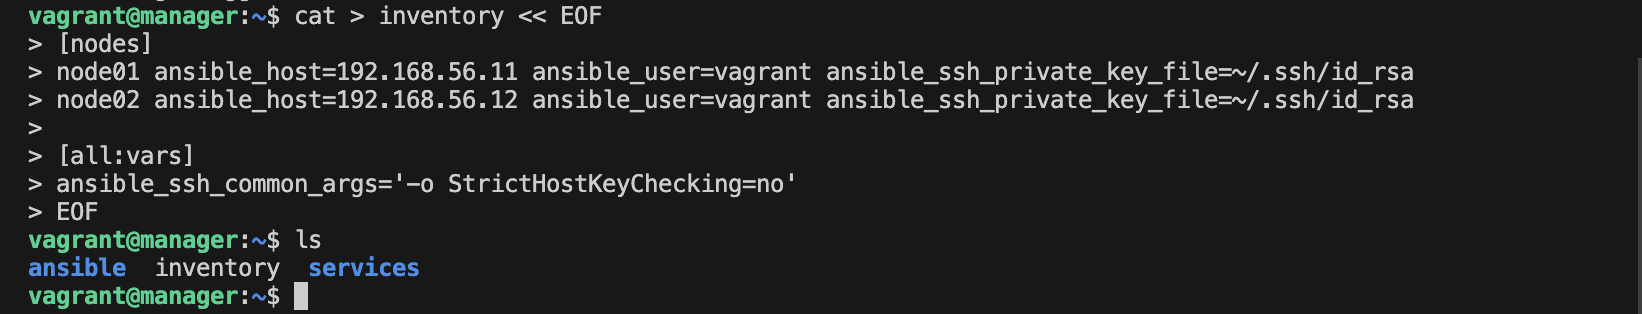 vagrant@manager:~$ cat > inventory << EOF
> [nodes]
> node01 ansible_host=192.168.56.11 ansible_user=vagrant ansible_ssh_private_key_file=~/.ssh/id_rsa
> node02 ansible_host=192.168.56.12 ansible_user=vagrant ansible_ssh_private_key_file=~/.ssh/id_rsa
>
> [all:vars]
> ansible_ssh_common_args='-o StrictHostKeyChecking=no'
> EOF
vagrant@manager:~$ ls
ansible  inventory  services
vagrant@manager:~$